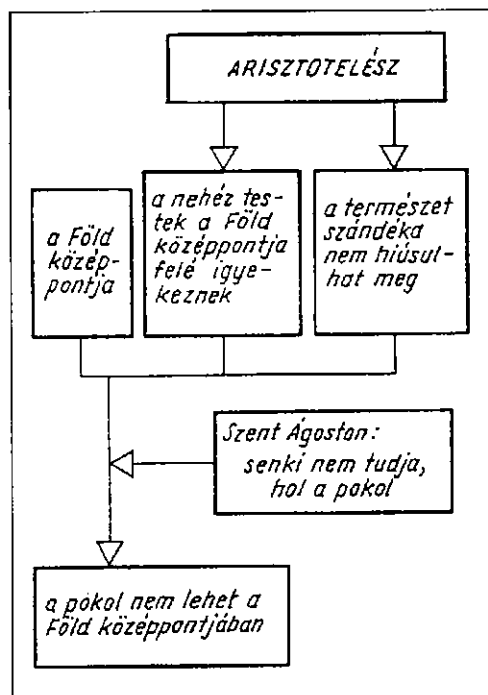 ARISZTOTELÉSZ
a Föld
közép-
pontja
a nehéz tes-
tek a Föld
középpontja
felé igye-
keznek
a természet
szándéka
nem hiúsul-
hat meg
Szent Ágoston:
senki nem tudja,
hol a pokol
a pokol nem lehet a
Föld középpontjában